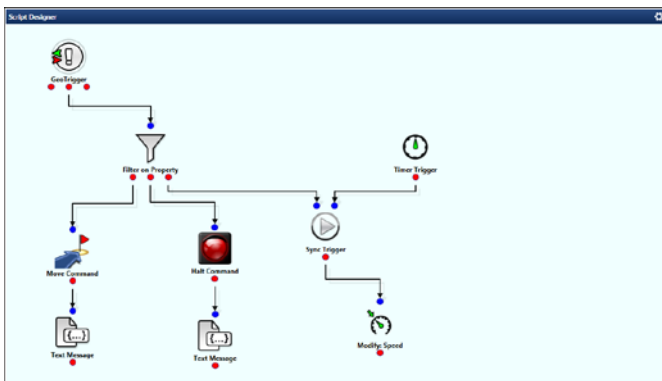 Script Designer
GeoTrigger
Filter on Property
Timer Trigger
Sync Trigger
Move Command
Halt Command
{...}
{...}
Text Message
Text Message
Modify Speed